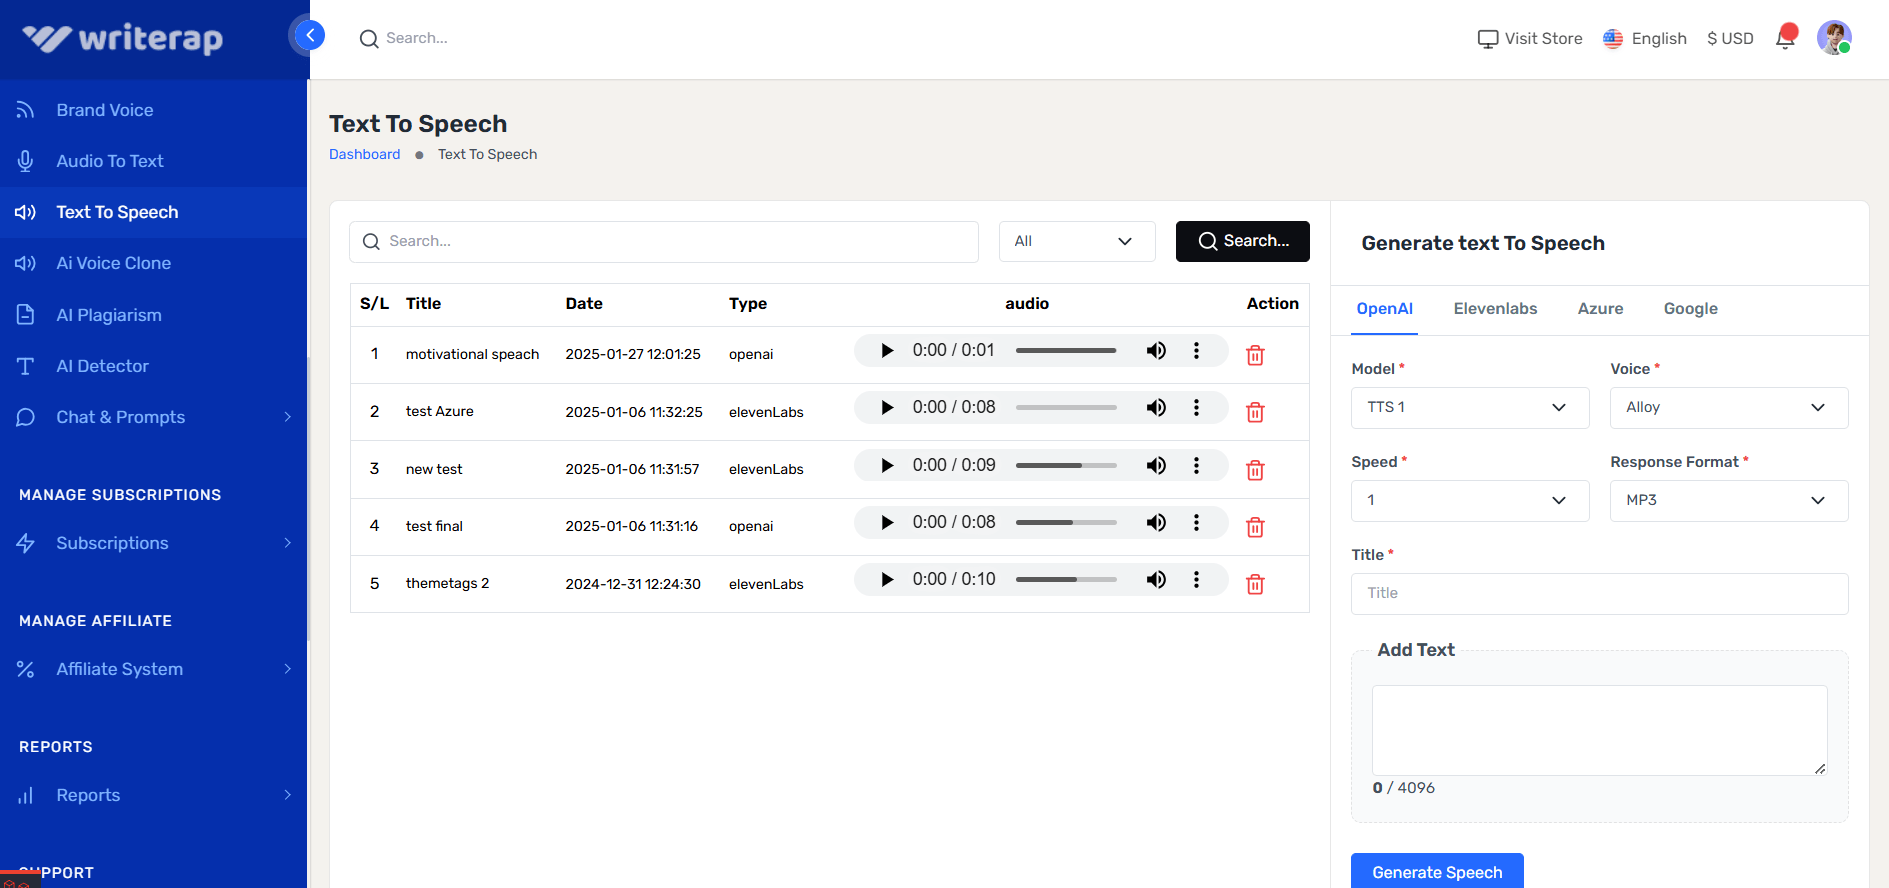 writerap
Search...
Visit Store
English
$ USD
Brand Voice
Audio To Text
Text To Speech
Ai Voice Clone
AI Plagiarism
AI Detector
Chat & Prompts
MANAGE SUBSCRIPTIONS
Subscriptions
MANAGE AFFILIATE
Affiliate System
REPORTS
Reports
SUPPORT
Text To Speech
Dashboard Text To Speech
Search...
All
Search...
S/L Title Date Type audio Action
1 motivational speach 2025-01-27 12:01:25 openai 0:00 / 0:01
2 test Azure 2025-01-06 11:32:25 elevenLabs 0:00 / 0:08
3 new test 2025-01-06 11:31:57 elevenLabs 0:00 / 0:09
4 test final 2025-01-06 11:31:16 openai 0:00 / 0:08
5 themetags 2 2024-12-31 12:24:30 elevenLabs 0:00 / 0:10
Generate text To Speech
OpenAI Elevenlabs Azure Google
Model * Voice *
TTS 1 Alloy
Speed * Response Format *
1 MP3
Title *
Title
Add Text
0 / 4096
Generate Speech